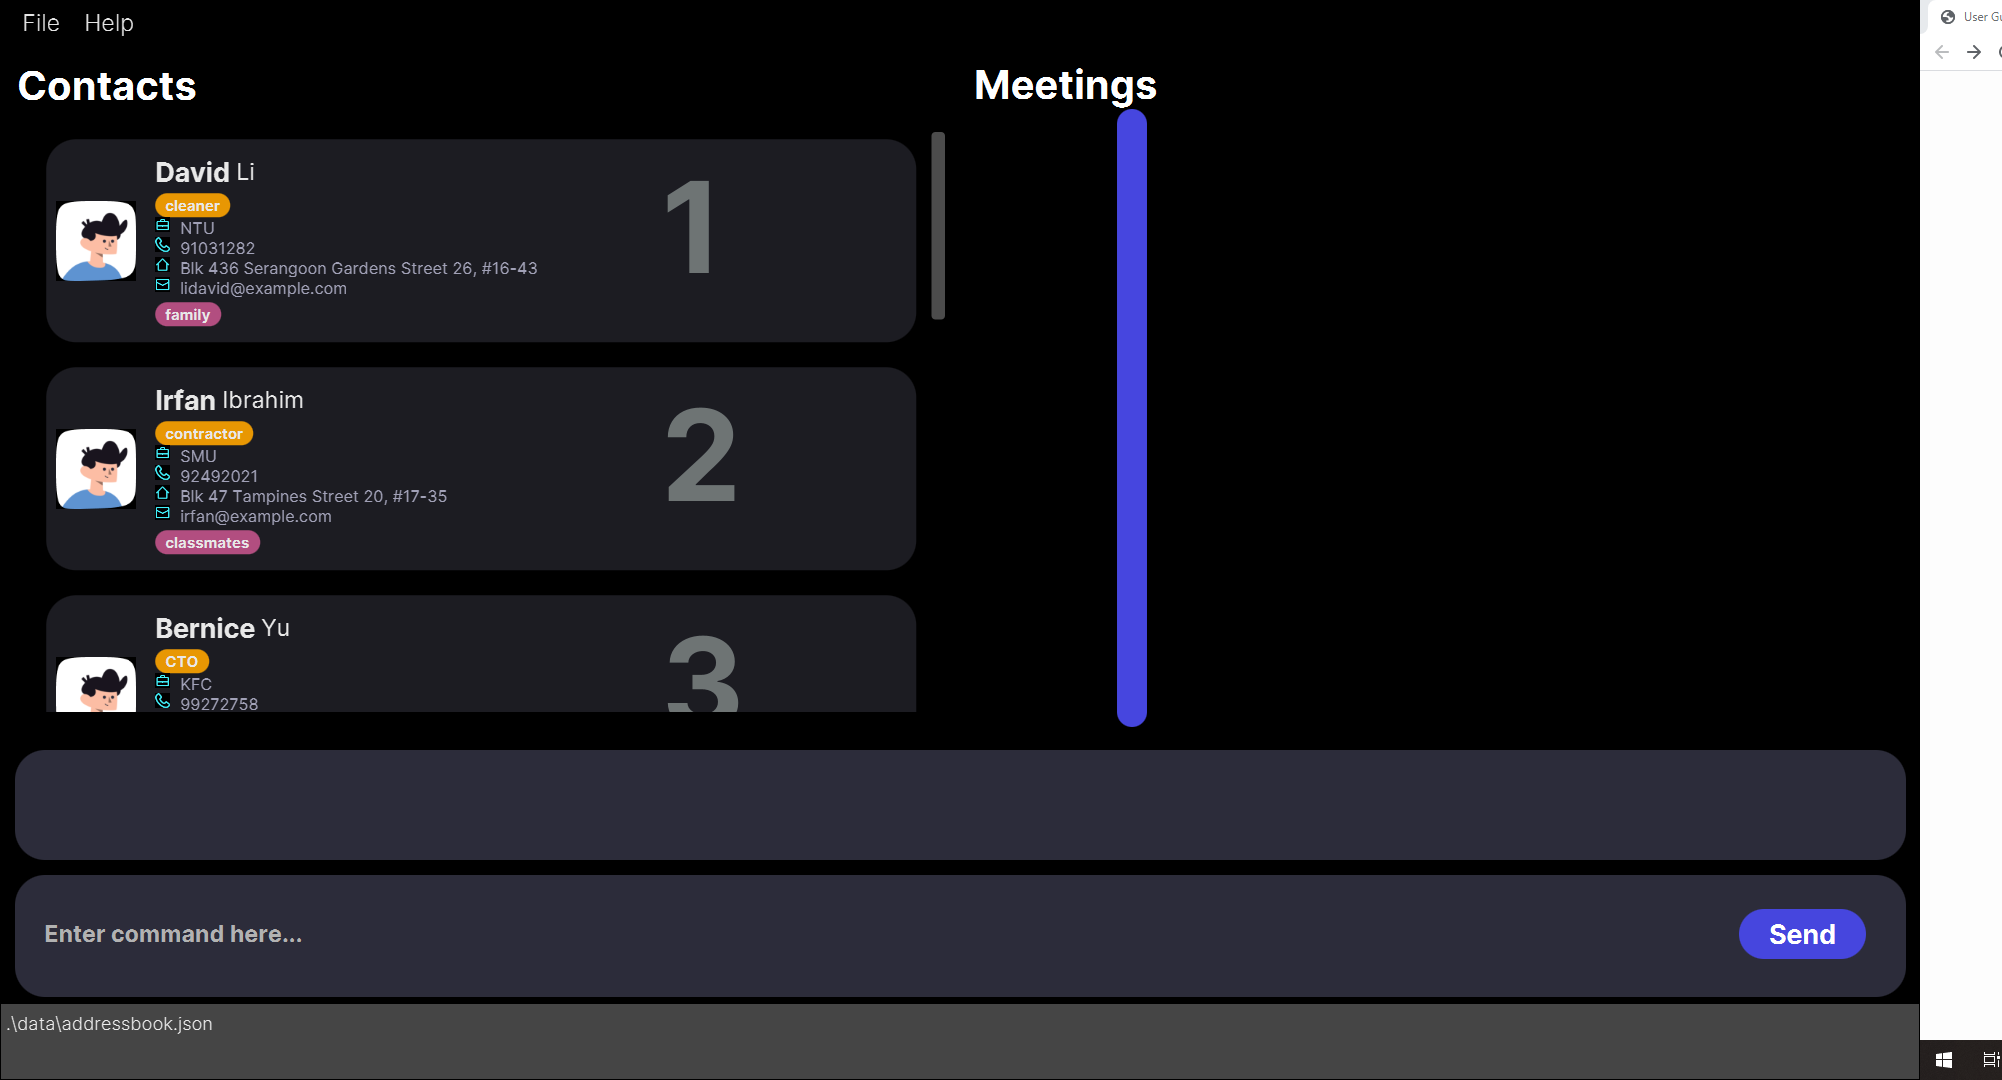 File Help
Contacts
Meetings
David Li
cleaner
NTU
91031282
Blk 436 Serangoon Gardens Street 26, #16-43
lidavid@example.com
family
1
Irfan Ibrahim
contractor
SMU
92492021
Blk 47 Tampines Street 20, #17-35
irfan@example.com
classmates
2
Bernice Yu
CTO
KFC
99272758
3
Enter command here...
Send
.\data\addressbook.json
User Gu